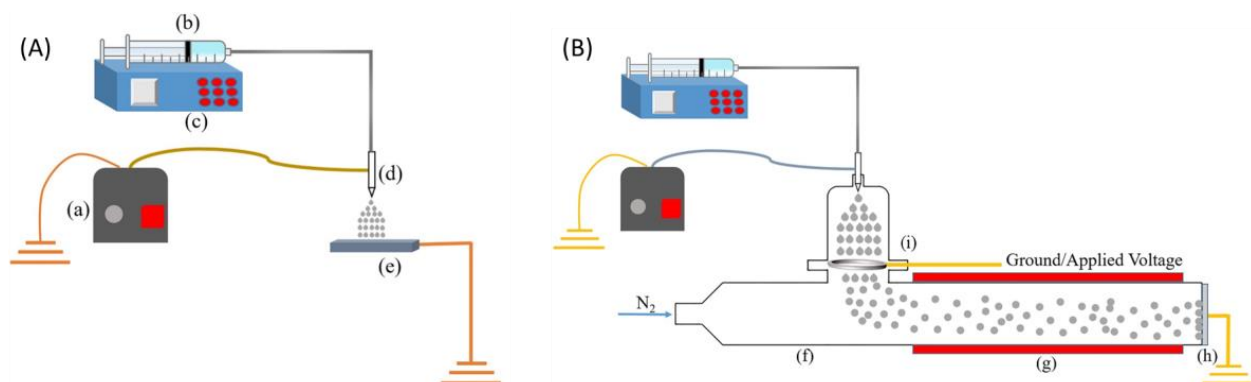 (A)
(b)
(c)
(d)
(a)
(e)
(B)
(i)
Ground/Applied Voltage
N₂
(f)
(g)
(h)